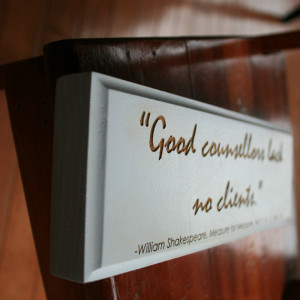 "Good counsellors lack
no clients."
-William Shakespeare, Measure for Measure,